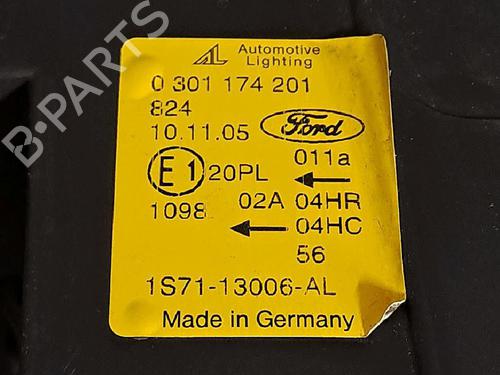 AL Automotive Lighting
0 301 174 201
824
10.11.05 Ford
E1 20PL 011a
1098 02A 04HR
04HC
56
1S71-13006-AL
Made in Germany
B-PARTS